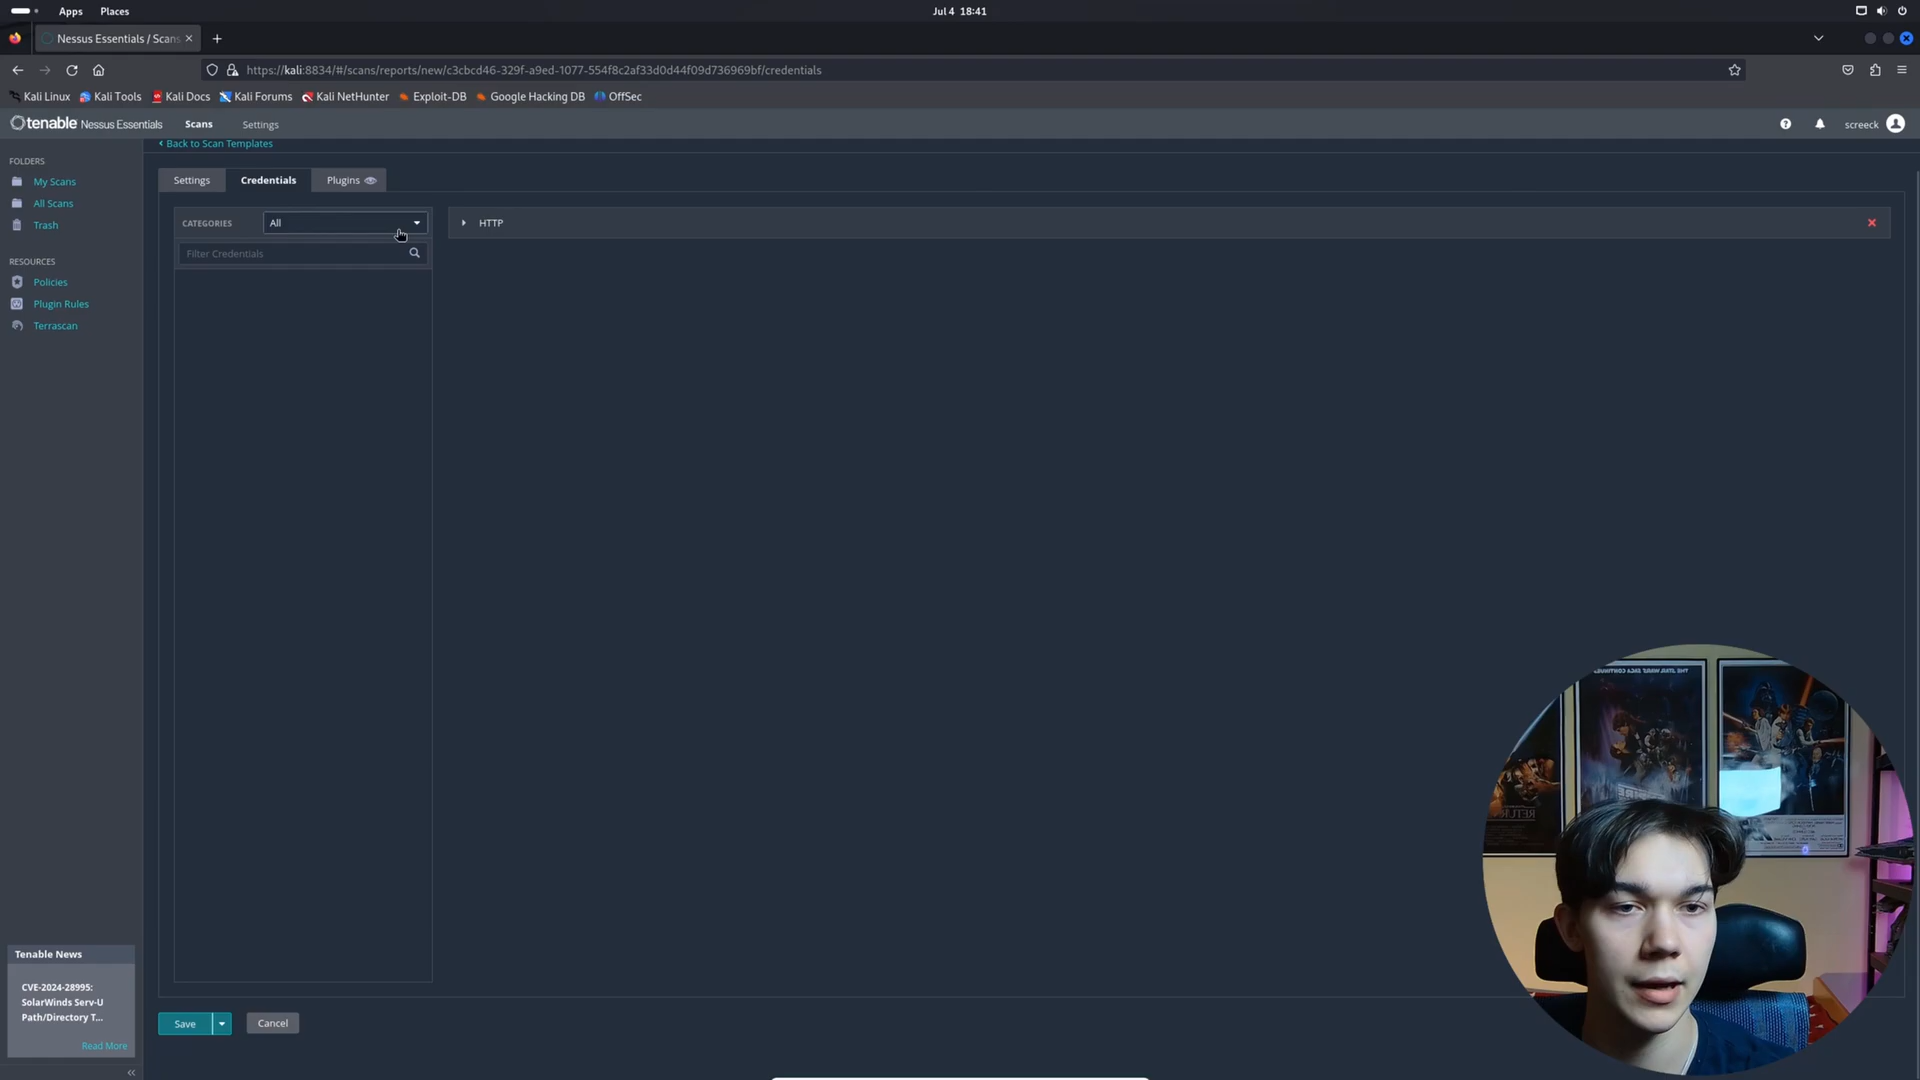 Apps Places Jul 4 18:41
Nessus Essentials / Scans
https://kali:8834/#/scans/reports/new/c3cbcd46-329f-a9ed-1077-554f8c2af33d0d44f09d736969bf/credentials
Kali Linux Kali Tools Kali Docs Kali Forums Kali NetHunter Exploit-DB Google Hacking DB OffSec
tenable Nessus Essentials Scans Settings screeck
Back to Scan Templates
FOLDERS
My Scans
All Scans
Trash
RESOURCES
Policies
Plugin Rules
Terrascan
Settings Credentials Plugins
CATEGORIES All
Filter Credentials
HTTP
Tenable News
CVE-2024-28995:
SolarWinds Serv-U
Path/Directory T...
Read More
Save Cancel